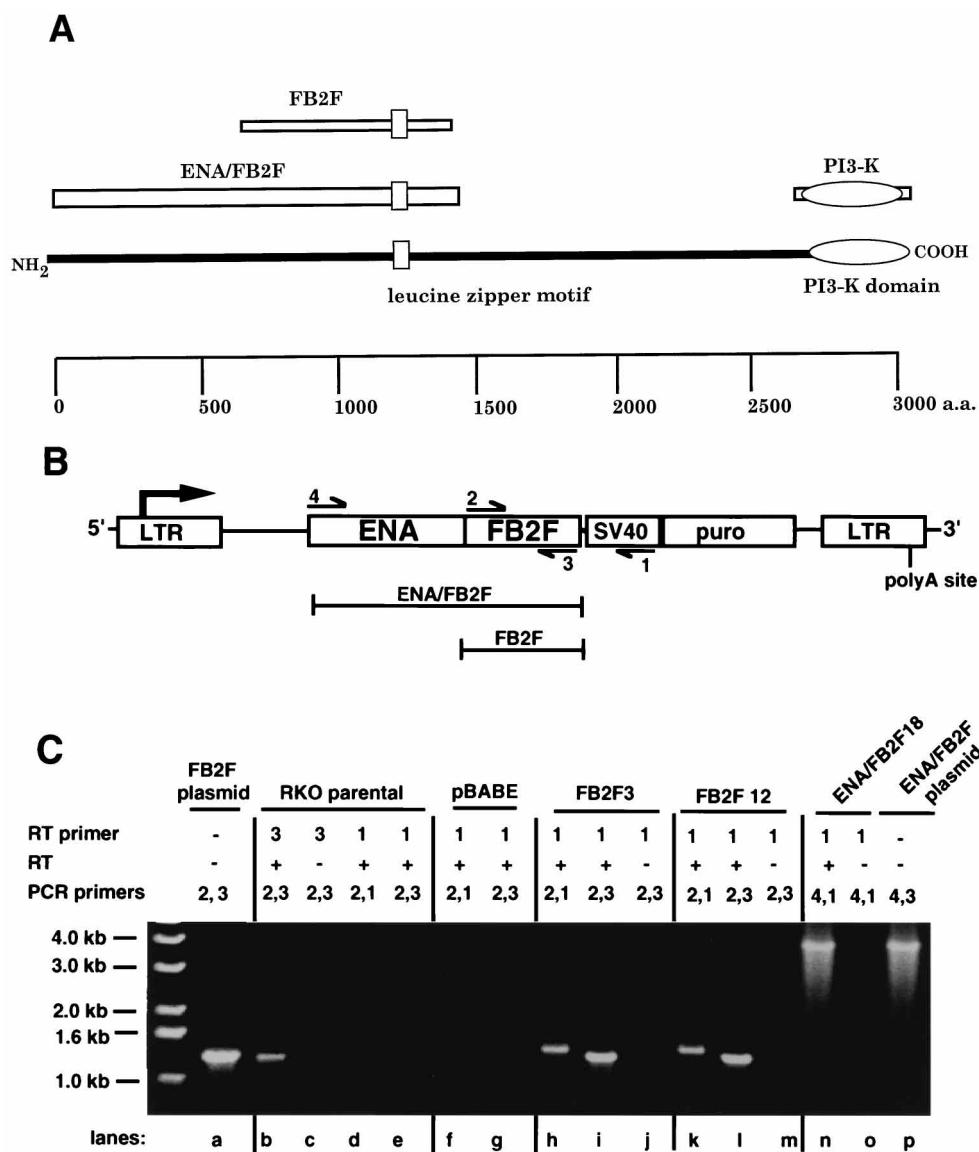 A
FB2F
ENA/FB2F
PI3-K
NH2
COOH
leucine zipper motif
PI3-K domain
0 500 1000 1500 2000 2500 3000 a.a.
B
4 2
5' LTR ENA FB2F SV40 puro LTR 3'
3 1
polyA site
ENA/FB2F
FB2F
C
FB2F plasmid RKO parental pBABE FB2F3 FB2F 12 ENA/FB2F18 ENA/FB2F plasmid
RT primer - 3 3 1 1 1 1 1 1 1 1 1 1 1 1 -
RT - + - + + + + + + - + + - + - -
PCR primers 2, 3 2,3 2,3 2,1 2,3 2,1 2,3 2,1 2,3 2,3 2,1 2,3 2,3 4,1 4,1 4,3
4.0 kb
3.0 kb
2.0 kb
1.6 kb
1.0 kb
lanes: a b c d e f g h i j k l m n o p